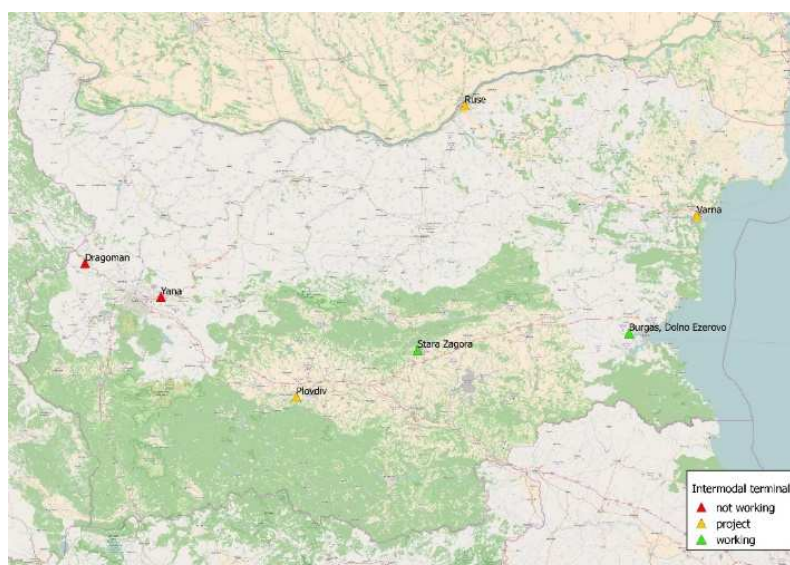 Ruse
Varna
Dragoman
Yana
Burgas, Dolno Ezerovo
Stara Zagora
Plovdiv
Intermodal terminal
not working
project
working